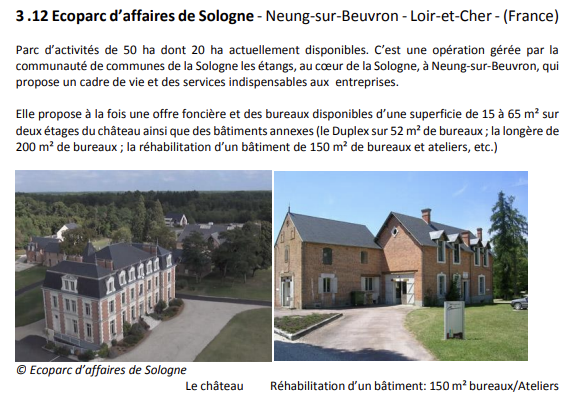 3 .12 Ecoparc d’affaires de Sologne - Neung-sur-Beuvron - Loir-et-Cher - (France)
Parc d’activités de 50 ha dont 20 ha actuellement disponibles. C’est une opération gérée par la
communauté de communes de la Sologne les étangs, au cœur de la Sologne, à Neung-sur-Beuvron, qui
propose un cadre de vie et des services indispensables aux entreprises.
Elle propose à la fois une offre foncière et des bureaux disponibles d’une superficie de 15 à 65 m² sur
deux étages du château ainsi que des bâtiments annexes (le Duplex sur 52 m² de bureaux ; la longère de
200 m² de bureaux ; la réhabilitation d’un bâtiment de 150 m² de bureaux et ateliers, etc.)
© Ecoparc d’affaires de Sologne
Le château Réhabilitation d’un bâtiment: 150 m² bureaux/Ateliers